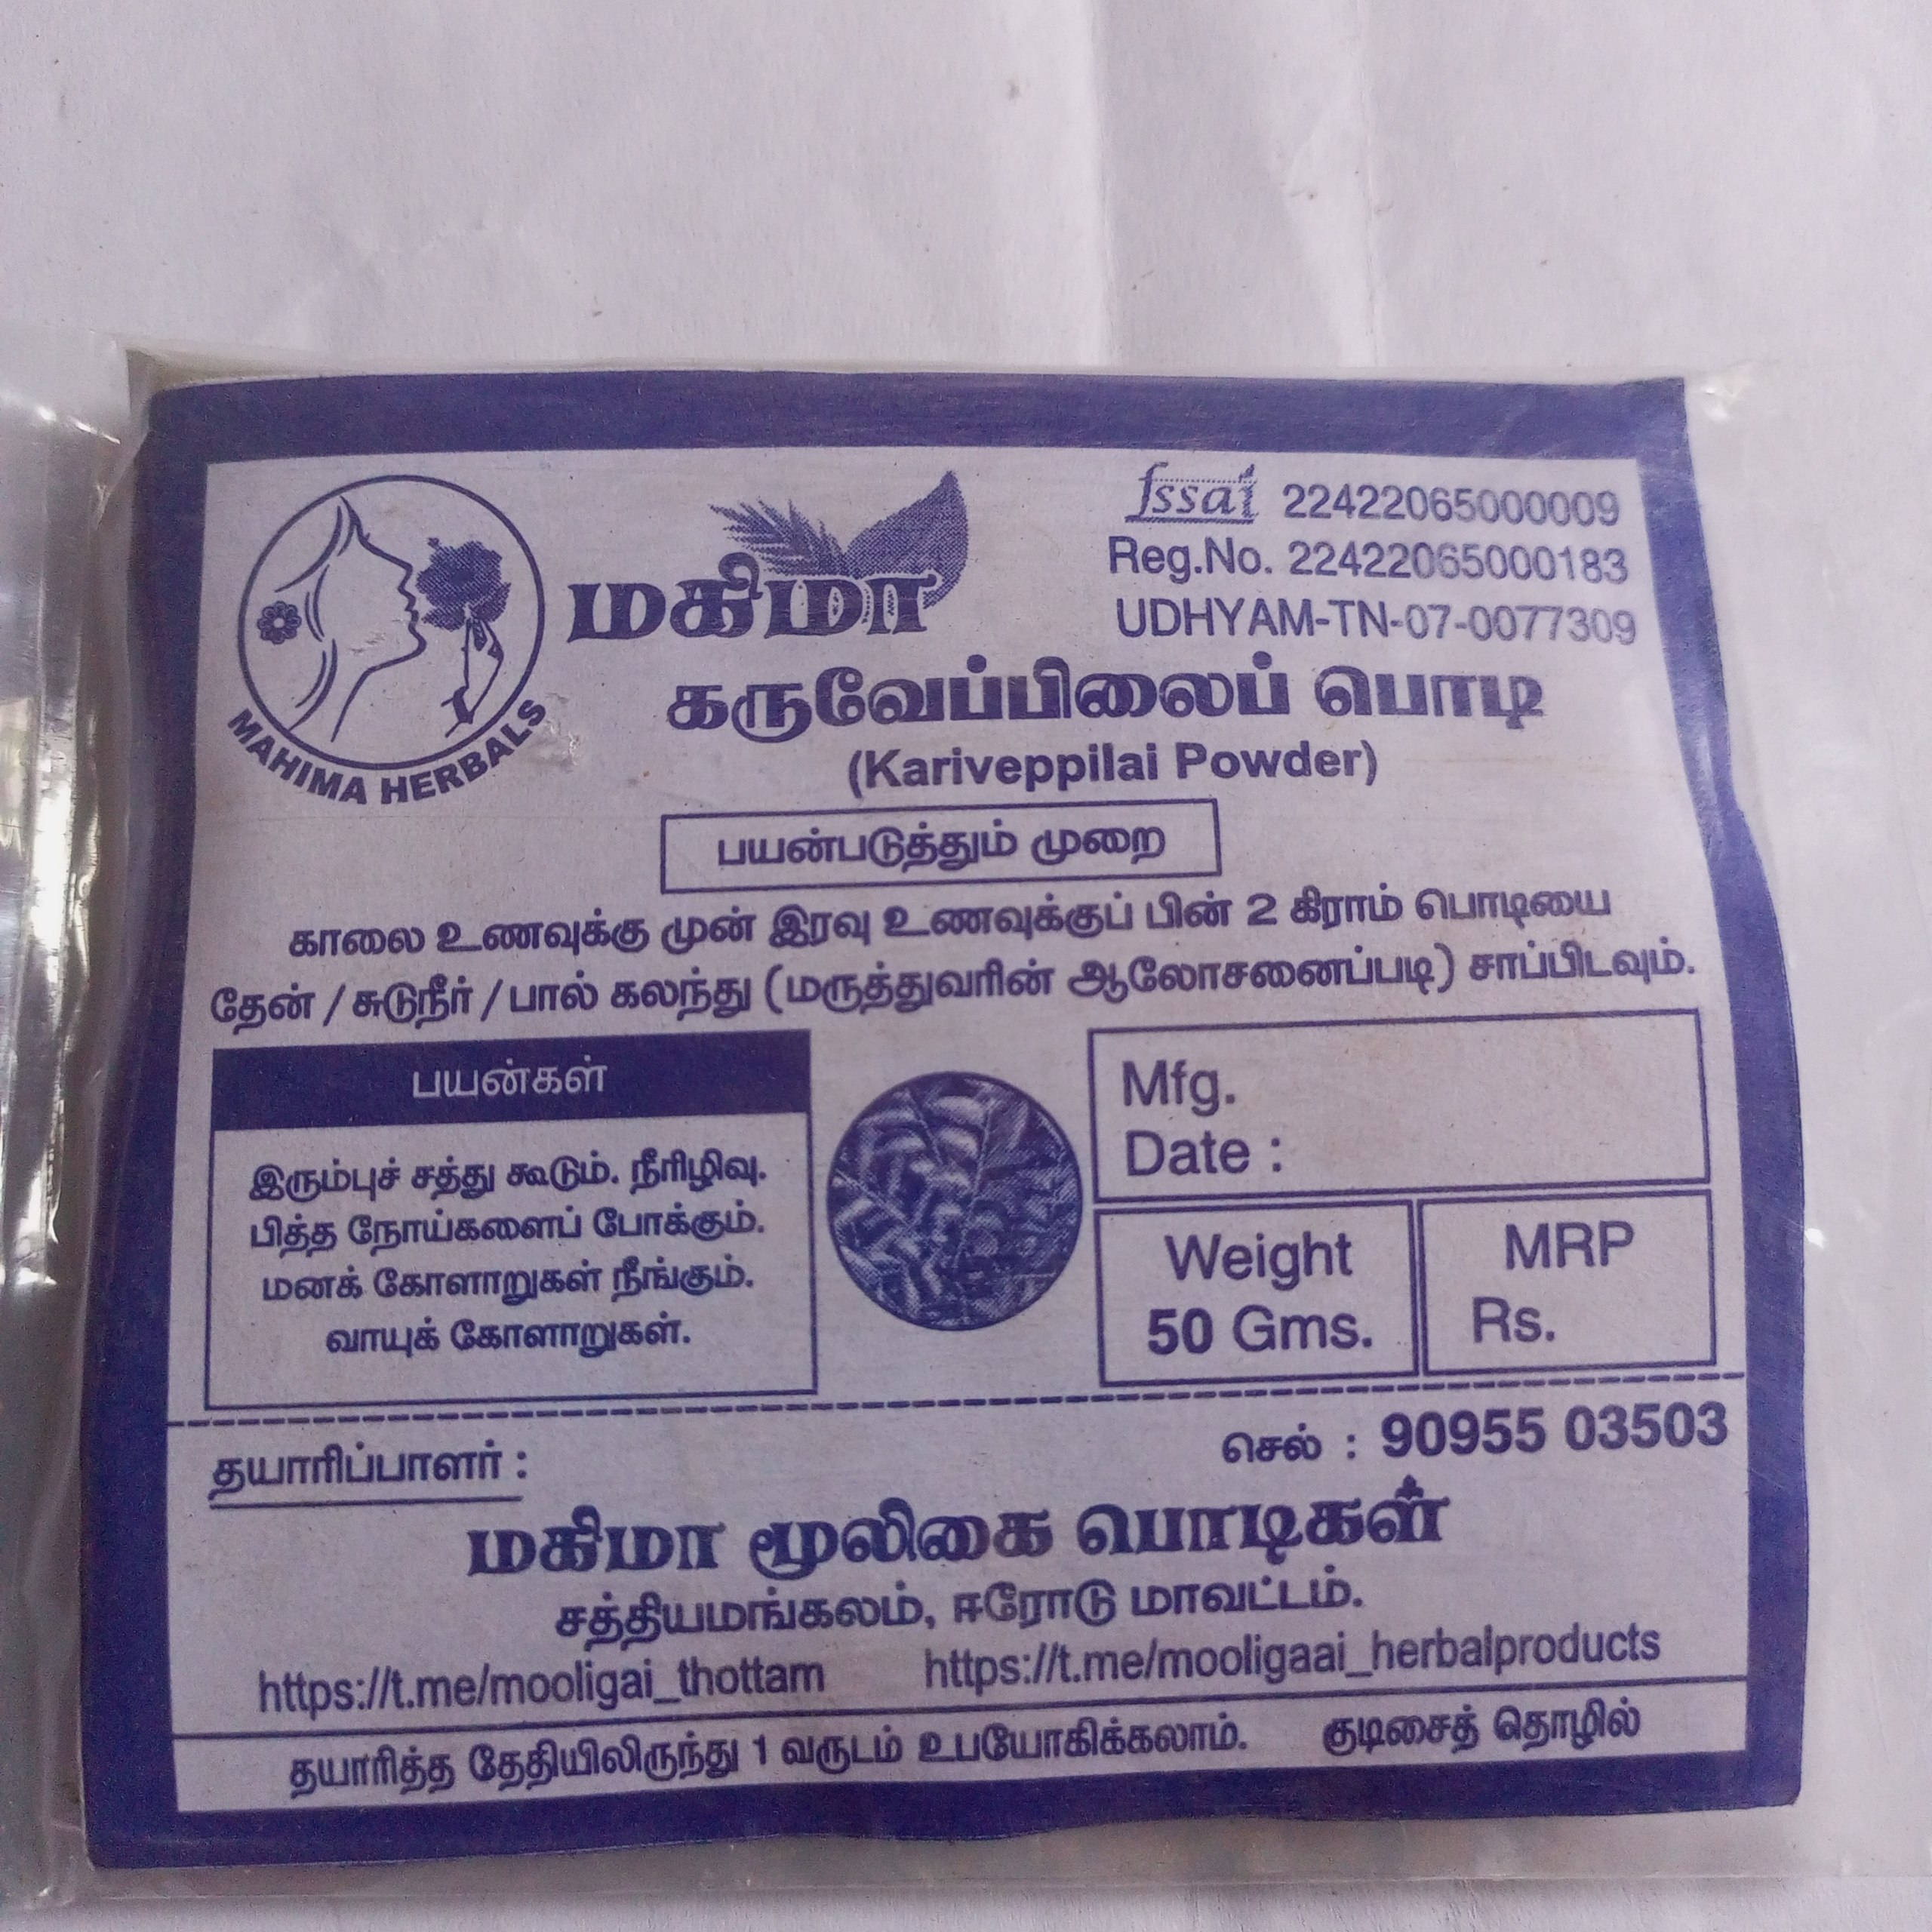 MAHIMA HERBALS
மகிமா
fssai 22422065000009
Reg.No. 22422065000183
UDHYAM-TN-07-0077309
கருவேப்பிலைப் பொடி
(Kariveppilai Powder)
பயன்படுத்தும் முறை
காலை உணவுக்கு முன் இரவு உணவுக்குப் பின் 2 கிராம் பொடியை
தேன் / சுடுநீர் / பால் கலந்து (மருத்துவரின் ஆலோசனைப்படி) சாப்பிடவும்.
பயன்கள்
இரும்புச் சத்து கூடும். நீரிழிவு.
பித்த நோய்களைப் போக்கும்.
மனக் கோளாறுகள் நீங்கும்.
வாயுக் கோளாறுகள்.
Mfg.
Date :
Weight
50 Gms.
MRP
Rs.
தயாரிப்பாளர் :
செல் : 90955 03503
மகிமா மூலிகை பொடிகள்
சத்தியமங்கலம், ஈரோடு மாவட்டம்.
https://t.me/mooligai_thottam https://t.me/mooligaai_herbalproducts
தயாரித்த தேதியிலிருந்து 1 வருடம் உபயோகிக்கலாம். குடிசைத் தொழில்